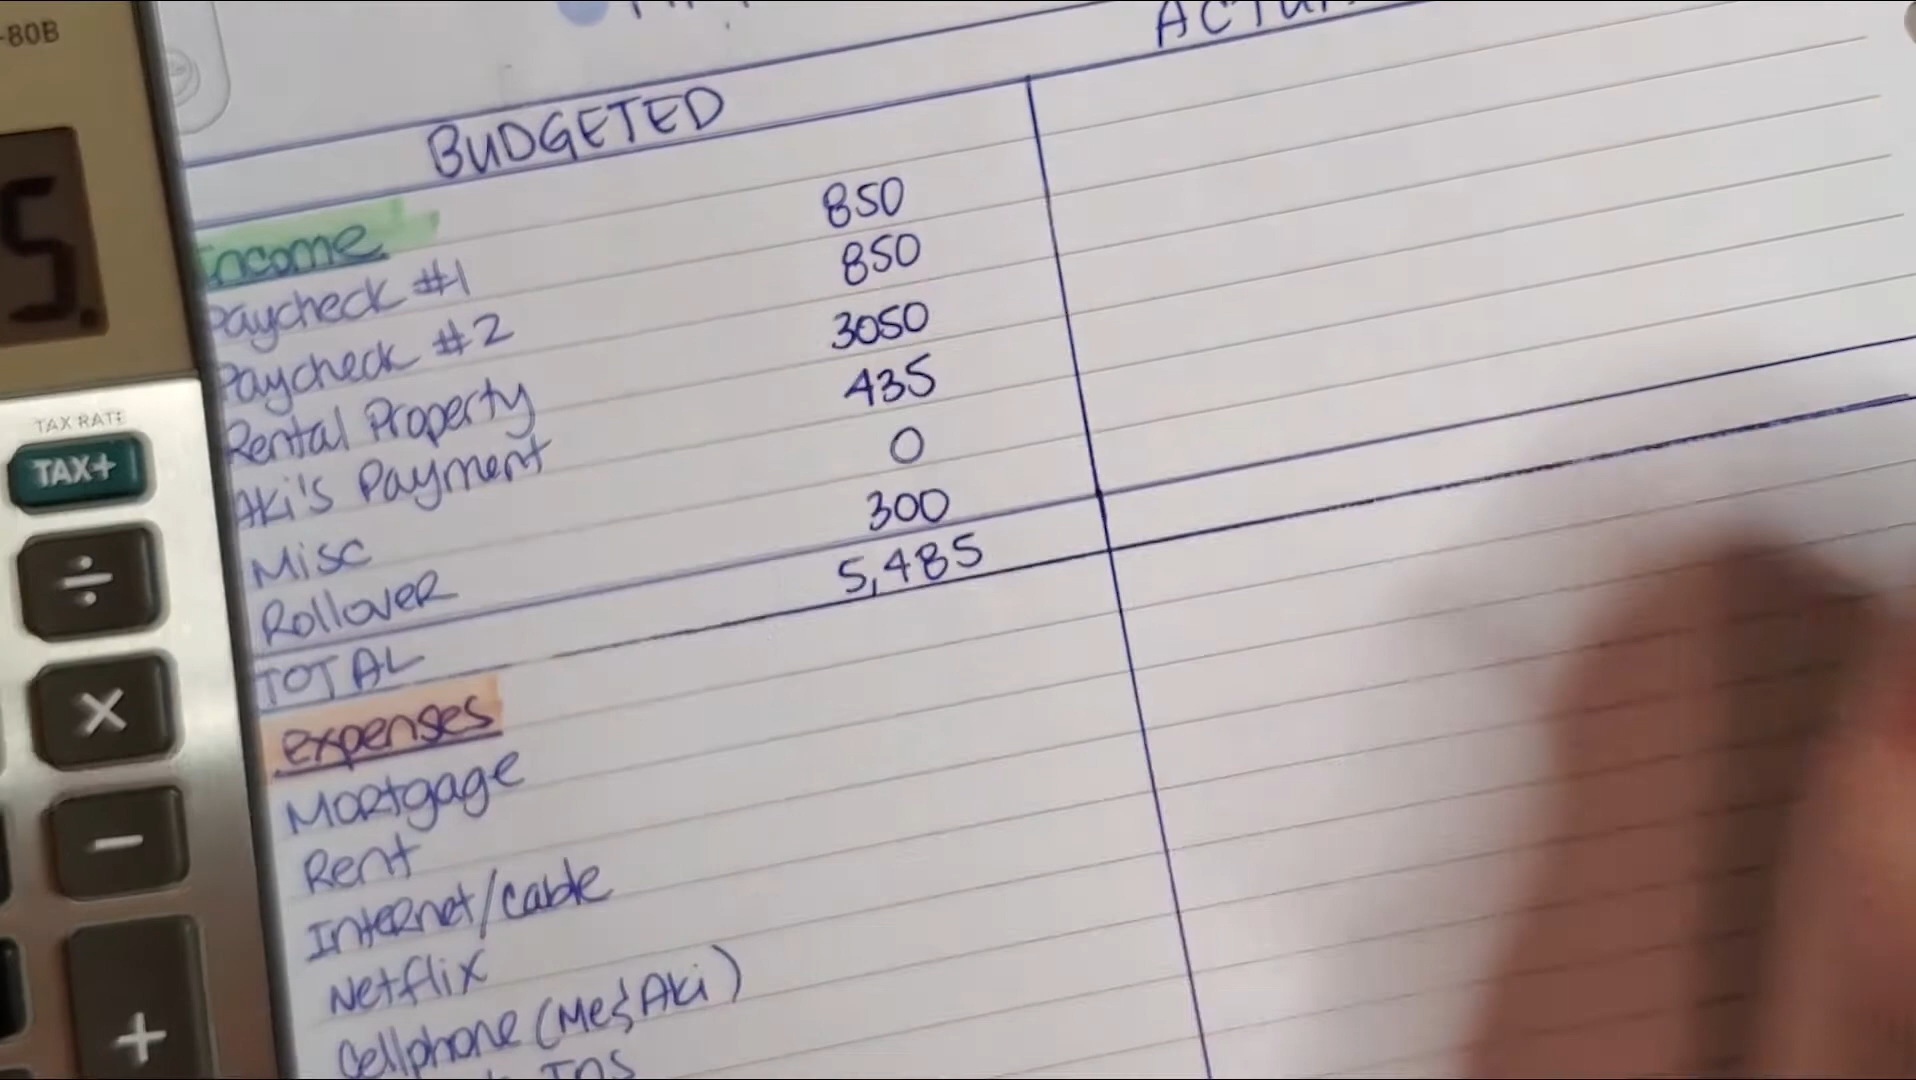 -80B
BUDGETED
Income
Paycheck #1 850
Paycheck #2 850
Rental Property 3050
Aki's Payment 435
Misc 0
Rollover 300
TOTAL 5,485
expenses
Mortgage
Rent
Internet/cable
Netflix
Cellphone (Me & Aki)
5.
TAX RATE
TAX+
÷
×
−
+